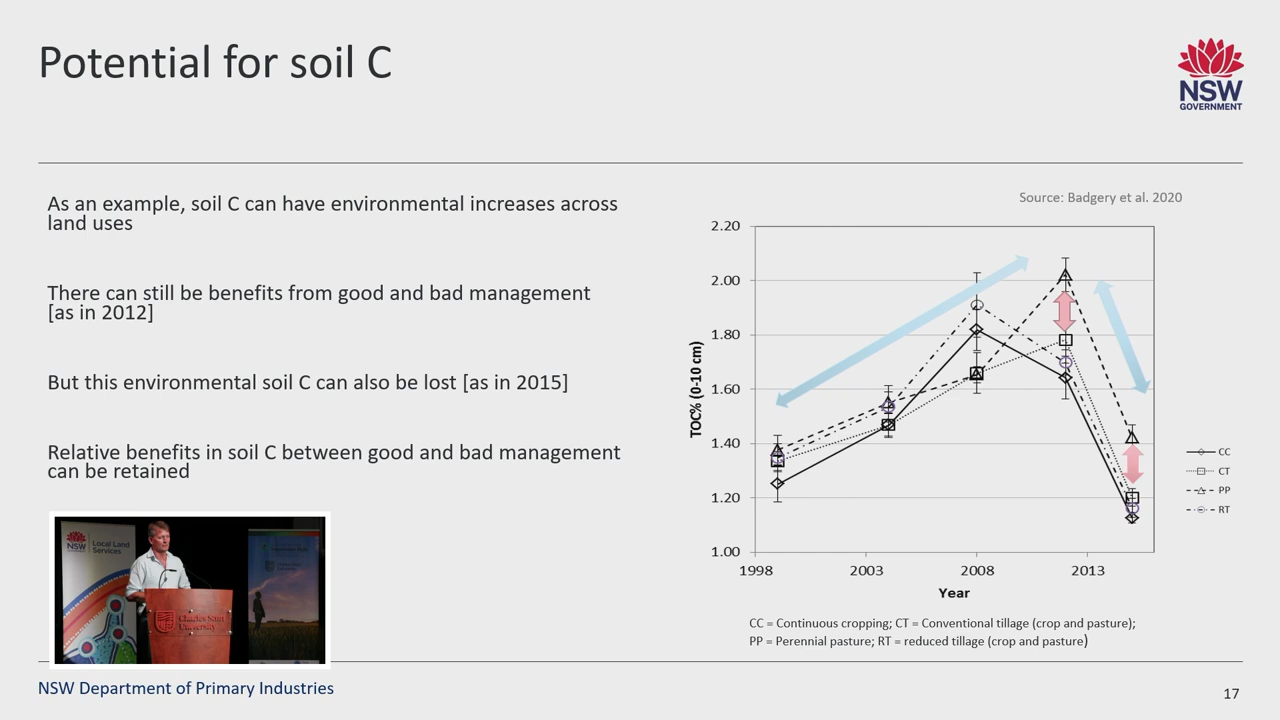 Potential for soil C
NSW
GOVERNMENT
As an example, soil C can have environmental increases across
land uses
There can still be benefits from good and bad management
[as in 2012]
But this environmental soil C can also be lost [as in 2015]
Relative benefits in soil C between good and bad management
can be retained
Source: Badgery et al. 2020
2.20
2.00
1.80
1.60
1.40
1.20
1.00
TOC% (0-10 cm)
1998
2003
2008
2013
Year
CC
CT
PP
RT
CC = Continuous cropping; CT = Conventional tillage (crop and pasture);
PP = Perennial pasture; RT = reduced tillage (crop and pasture)
NSW
Local Land
Services
Charles Sturt
University
NSW Department of Primary Industries
17